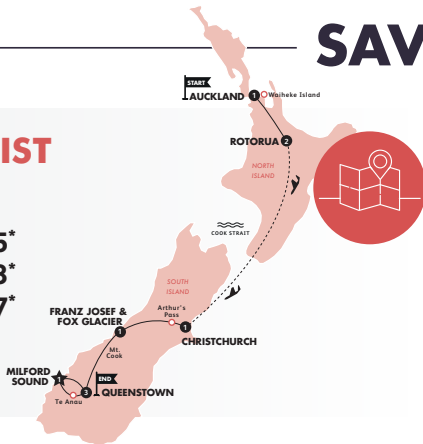 SAV
START
AUCKLAND
1
Waiheke Island
IST
ROTORUA
2
NORTH
ISLAND
5*
COOK STRAIT
3*
SOUTH
ISLAND
7*
FRANZ JOSEF &
FOX GLACIER
1
Arthur's
Pass
1
CHRISTCHURCH
Mt.
Cook
MILFORD
SOUND
1
END
3
QUEENSTOWN
Te Anau